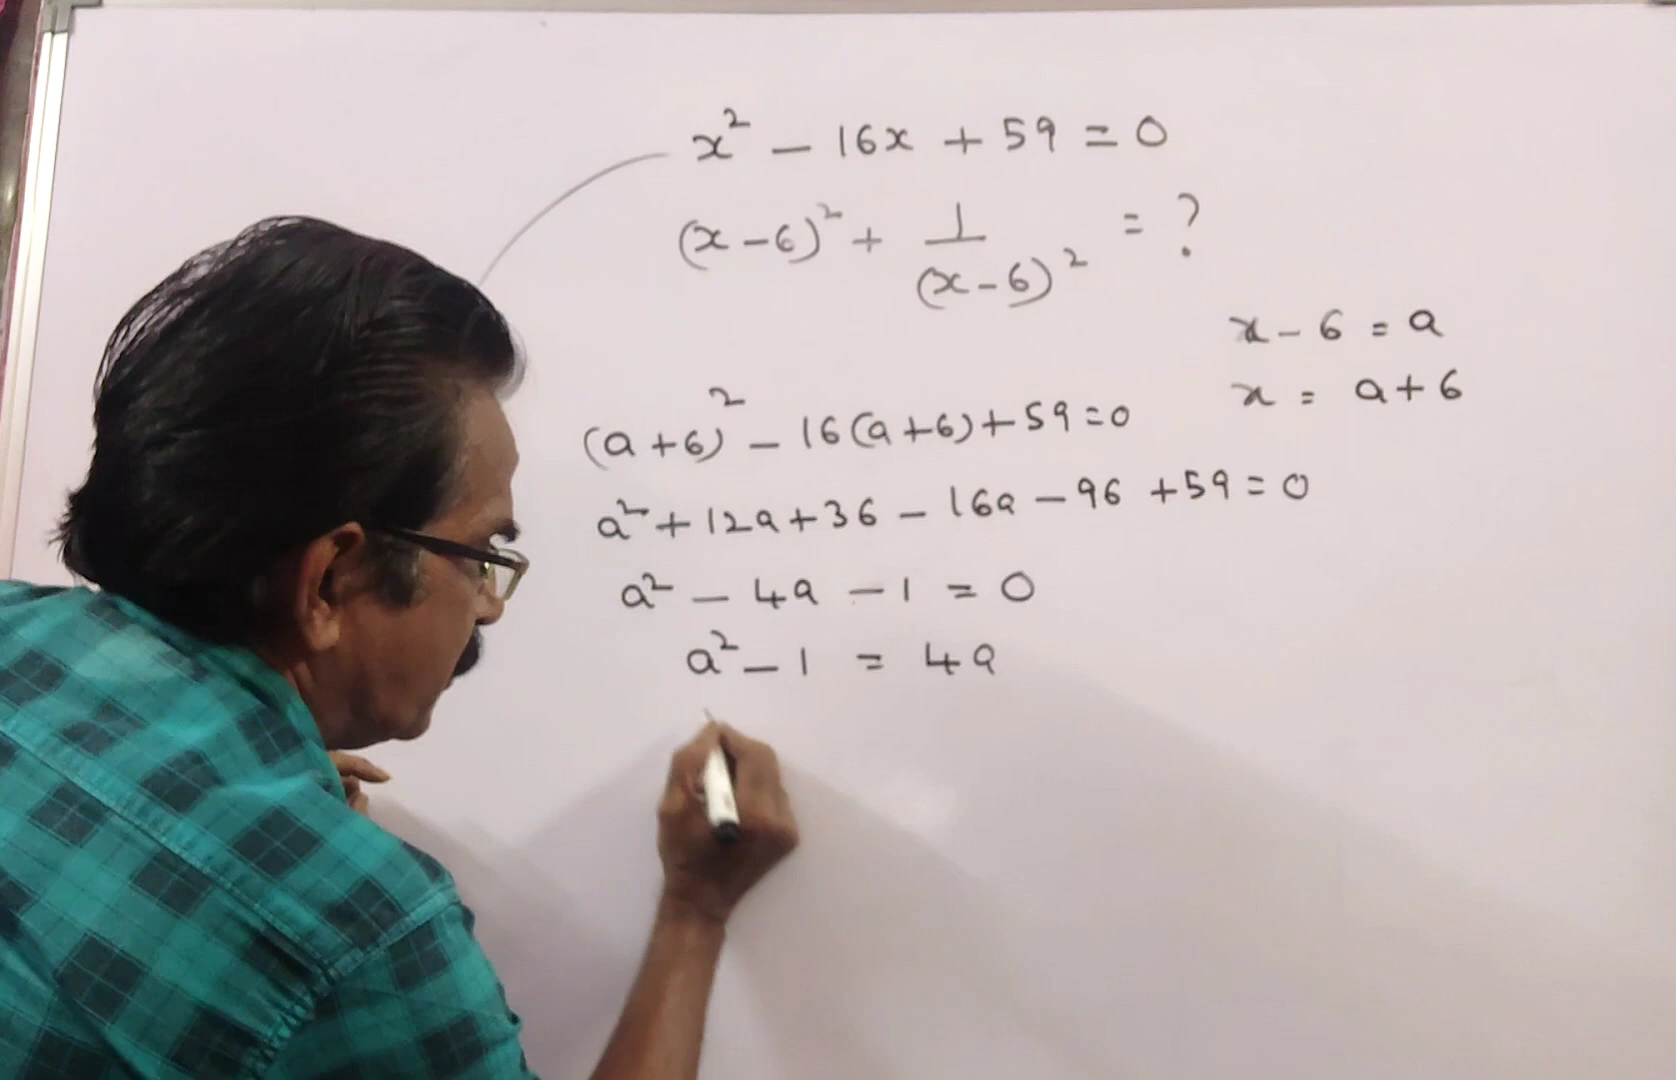 x² - 16x + 59 = 0
(x-6)² + 1/(x-6)² = ?
x - 6 = a
x = a + 6
(a+6)² - 16(a+6) + 59 = 0
a² + 12a + 36 - 16a - 96 + 59 = 0
a² - 4a - 1 = 0
a² - 1 = 4a